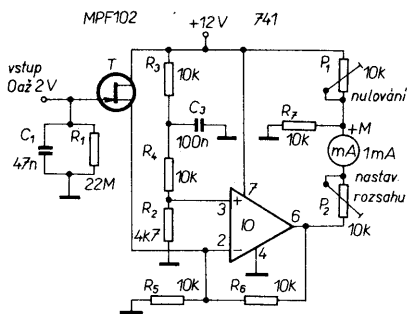 MPF102
+12V
741
vstup
0až 2V
T
R3
10k
P1
10k
nulování
C3
100n
R7
10k
+M
mA
1mA
C1
47n
R1
22M
R4
10k
nastav.
rozsahu
P2
10k
R2
4k7
3
+
7
IO
6
2
-
4
R5
10k
R6
10k